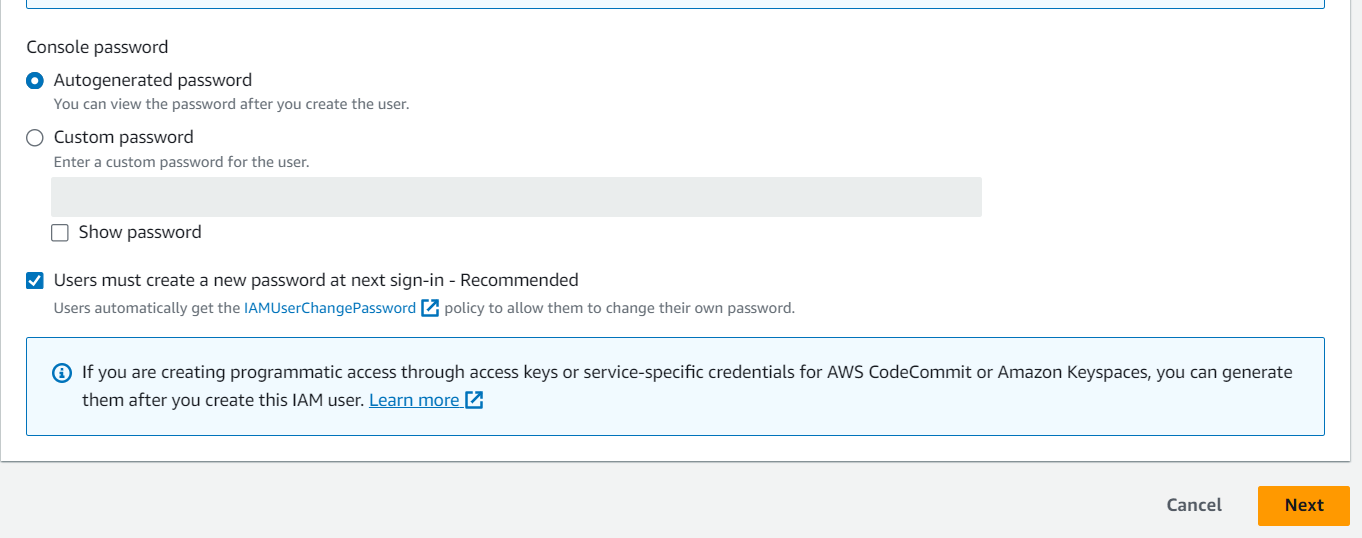 Console password
Autogenerated password
You can view the password after you create the user.
Custom password
Enter a custom password for the user.
Show password
Users must create a new password at next sign-in - Recommended
Users automatically get the IAMUserChangePassword policy to allow them to change their own password.
If you are creating programmatic access through access keys or service-specific credentials for AWS CodeCommit or Amazon Keyspaces, you can generate
them after you create this IAM user. Learn more
Cancel Next